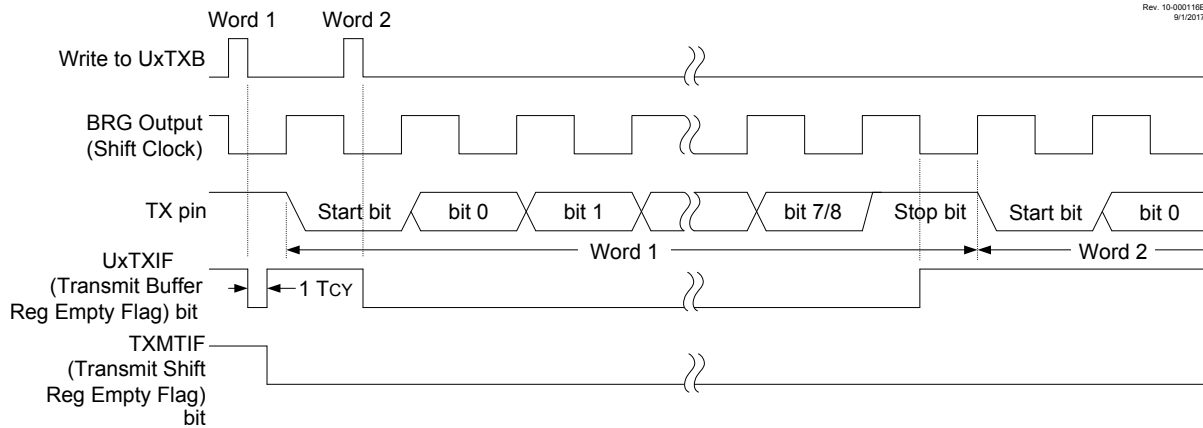 Rev. 10-000116E
9/1/2017
Word 1 Word 2
Write to UxTXB
BRG Output
(Shift Clock)
TX pin Start bit bit 0 bit 1 bit 7/8 Stop bit Start bit bit 0
Word 1 Word 2
UxTXIF
(Transmit Buffer
Reg Empty Flag) bit
1 TCY
TXMTIF
(Transmit Shift
Reg Empty Flag)
bit